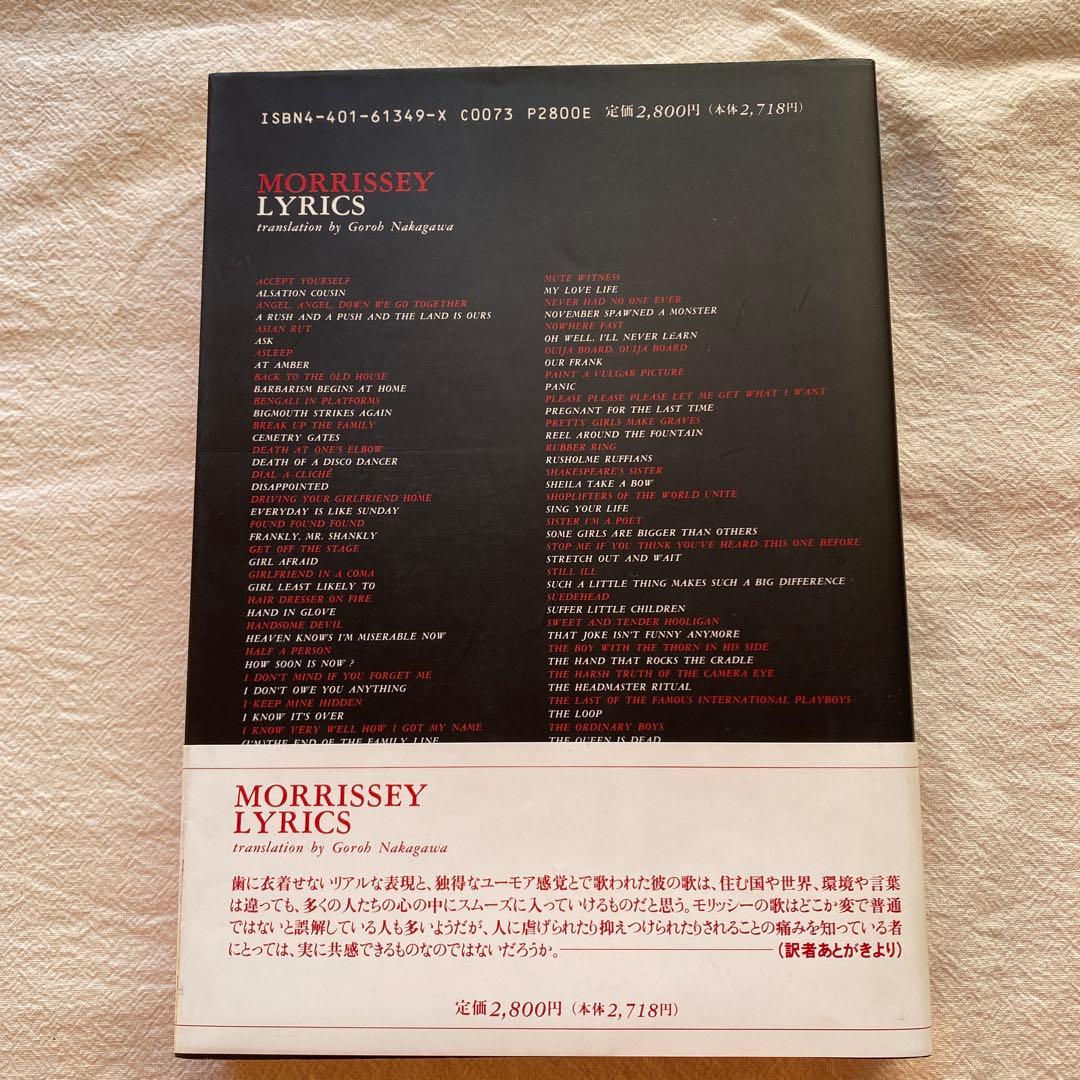 ISBN4-401-61349-X C0073 P2800E 定価2,800円（本体2,718円）
MORRISSEY
LYRICS
translation by Goroh Nakagawa
ACCEPT YOURSELF
ALSATION COUSIN
ANGEL, ANGEL, DOWN WE GO TOGETHER
A RUSH AND A PUSH AND THE LAND IS OURS
ASIAN RUT
ASK
ASLEEP
AT AMBER
BACK TO THE OLD HOUSE
BARBARISM BEGINS AT HOME
BENGALI IN PLATFORMS
BIGMOUTH STRIKES AGAIN
BREAK UP THE FAMILY
CEMETRY GATES
DEATH AT ONE'S ELBOW
DEATH OF A DISCO DANCER
DIAL-A-CLICHÉ
DISAPPOINTED
DRIVING YOUR GIRLFRIEND HOME
EVERYDAY IS LIKE SUNDAY
FOUND FOUND FOUND
FRANKLY, MR. SHANKLY
GET OFF THE STAGE
GIRL AFRAID
GIRLFRIEND IN A COMA
GIRL LEAST LIKELY TO
HAIR DRESSER ON FIRE
HAND IN GLOVE
HANDSOME DEVIL
HEAVEN KNOWS I'M MISERABLE NOW
HALF A PERSON
HOW SOON IS NOW ?
I DON'T MIND IF YOU FORGET ME
I DON'T OWE YOU ANYTHING
I KEEP MINE HIDDEN
I KNOW IT'S OVER
I KNOW VERY WELL HOW I GOT MY NAME
(I'M)THE END OF THE FAMILY LINE
MUTE WITNESS
MY LOVE LIFE
NEVER HAD NO ONE EVER
NOVEMBER SPAWNED A MONSTER
NOWHERE FAST
OH WELL, I'LL NEVER LEARN
OUIJA BOARD, OUIJA BOARD
OUR FRANK
PAINT A VULGAR PICTURE
PANIC
PLEASE PLEASE PLEASE LET ME GET WHAT I WANT
PREGNANT FOR THE LAST TIME
PRETTY GIRLS MAKE GRAVES
REEL AROUND THE FOUNTAIN
RUBBER RING
RUSHOLME RUFFIANS
SHAKESPEARE'S SISTER
SHEILA TAKE A BOW
SHOPLIFTERS OF THE WORLD UNITE
SING YOUR LIFE
SISTER I'M A POET
SOME GIRLS ARE BIGGER THAN OTHERS
STOP ME IF YOU THINK YOU'VE HEARD THIS ONE BEFORE
STRETCH OUT AND WAIT
STILL ILL
SUCH A LITTLE THING MAKES SUCH A BIG DIFFERENCE
SUEDEHEAD
SUFFER LITTLE CHILDREN
SWEET AND TENDER HOOLIGAN
THAT JOKE ISN'T FUNNY ANYMORE
THE BOY WITH THE THORN IN HIS SIDE
THE HAND THAT ROCKS THE CRADLE
THE HARSH TRUTH OF THE CAMERA EYE
THE HEADMASTER RITUAL
THE LAST OF THE FAMOUS INTERNATIONAL PLAYBOYS
THE LOOP
THE ORDINARY BOYS
THE QUEEN IS DEAD
MORRISSEY
LYRICS
translation by Goroh Nakagawa
歯に衣着せないリアルな表現と、独得なユーモア感覚とで歌われた彼の歌は、住む国や世界、環境や言葉
は違っても、多くの人たちの心の中にスムーズに入っていけるものだと思う。モリッシーの歌はどこか変で普通
ではないと誤解している人も多いようだが、人に虐げられたり抑えつけられたりされることの痛みを知っている者
にとっては、実に共感できるものなのではないだろうか。————（訳者あとがきより）
定価2,800円（本体2,718円）